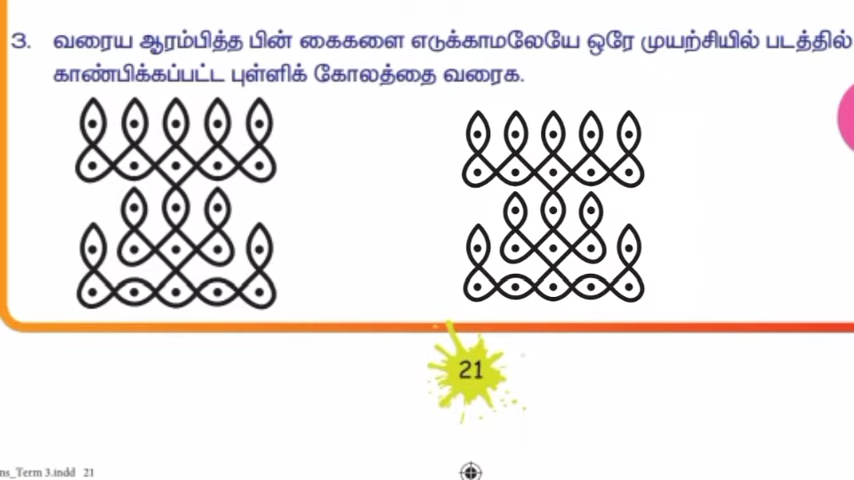 3. வரைய ஆரம்பித்த பின் கைகளை எடுக்காமலேயே ஒரே முயற்சியில் படத்தில்
காண்பிக்கப்பட்ட புள்ளிக் கோலத்தை வரைக.
21
ns_Term 3.indd 21